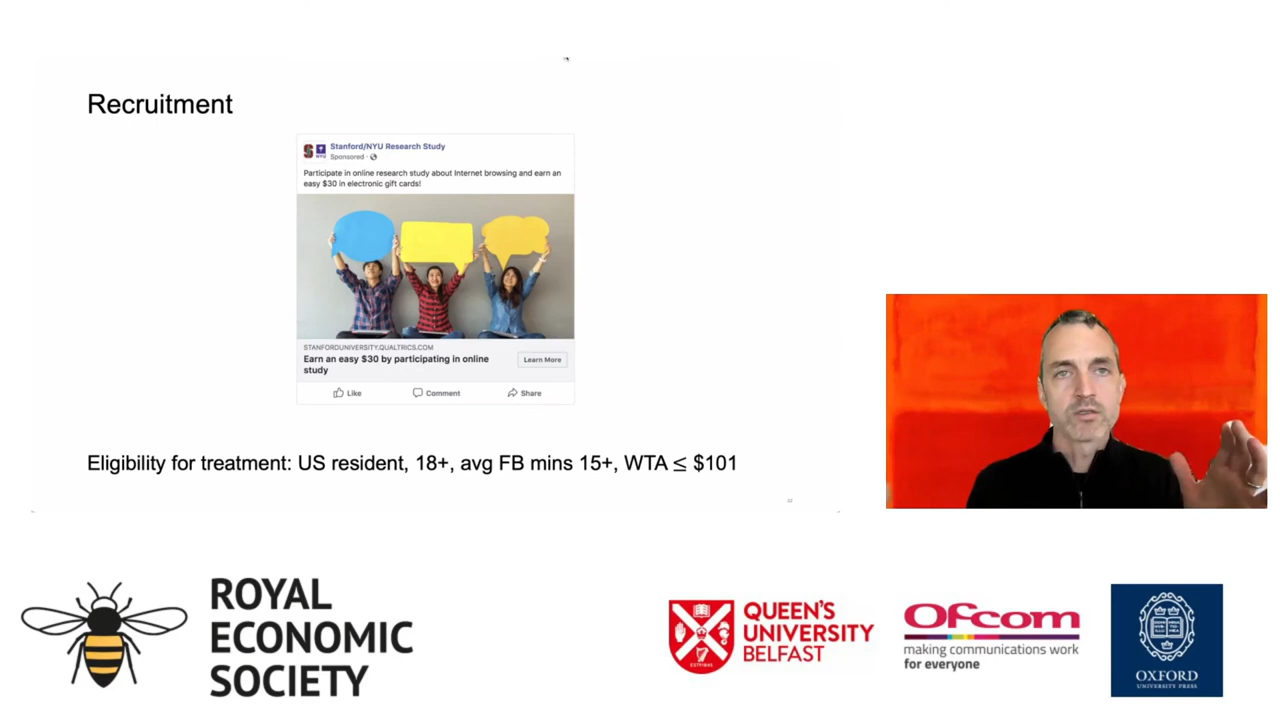 Recruitment
Stanford/NYU Research Study
Sponsored ·
Participate in online research study about Internet browsing and earn an
easy $30 in electronic gift cards!
STANFORDUNIVERSITY.QUALTRICS.COM
Earn an easy $30 by participating in online
study
Learn More
Like
Comment
Share
Eligibility for treatment: US resident, 18+, avg FB mins 15+, WTA ≤ $101
ROYAL
ECONOMIC
SOCIETY
QUEEN'S
UNIVERSITY
BELFAST
Ofcom
making communications work
for everyone
OXFORD
UNIVERSITY PRESS